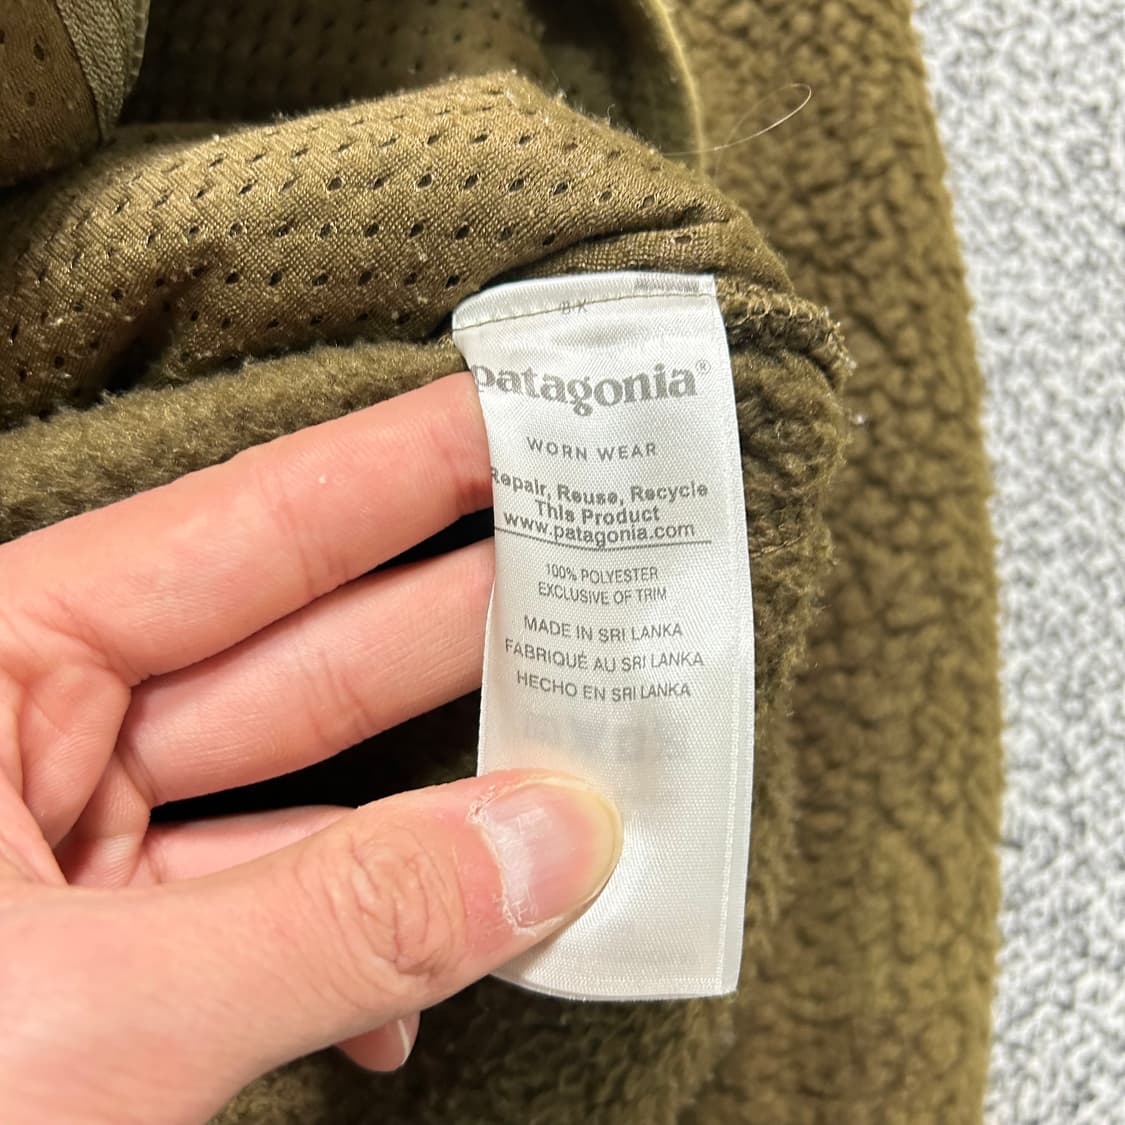 patagonia®
WORN WEAR
Repair, Reuse, Recycle
This Product
www.patagonia.com
100% POLYESTER
EXCLUSIVE OF TRIM
MADE IN SRI LANKA
FABRIQUÉ AU SRI LANKA
HECHO EN SRI LANKA